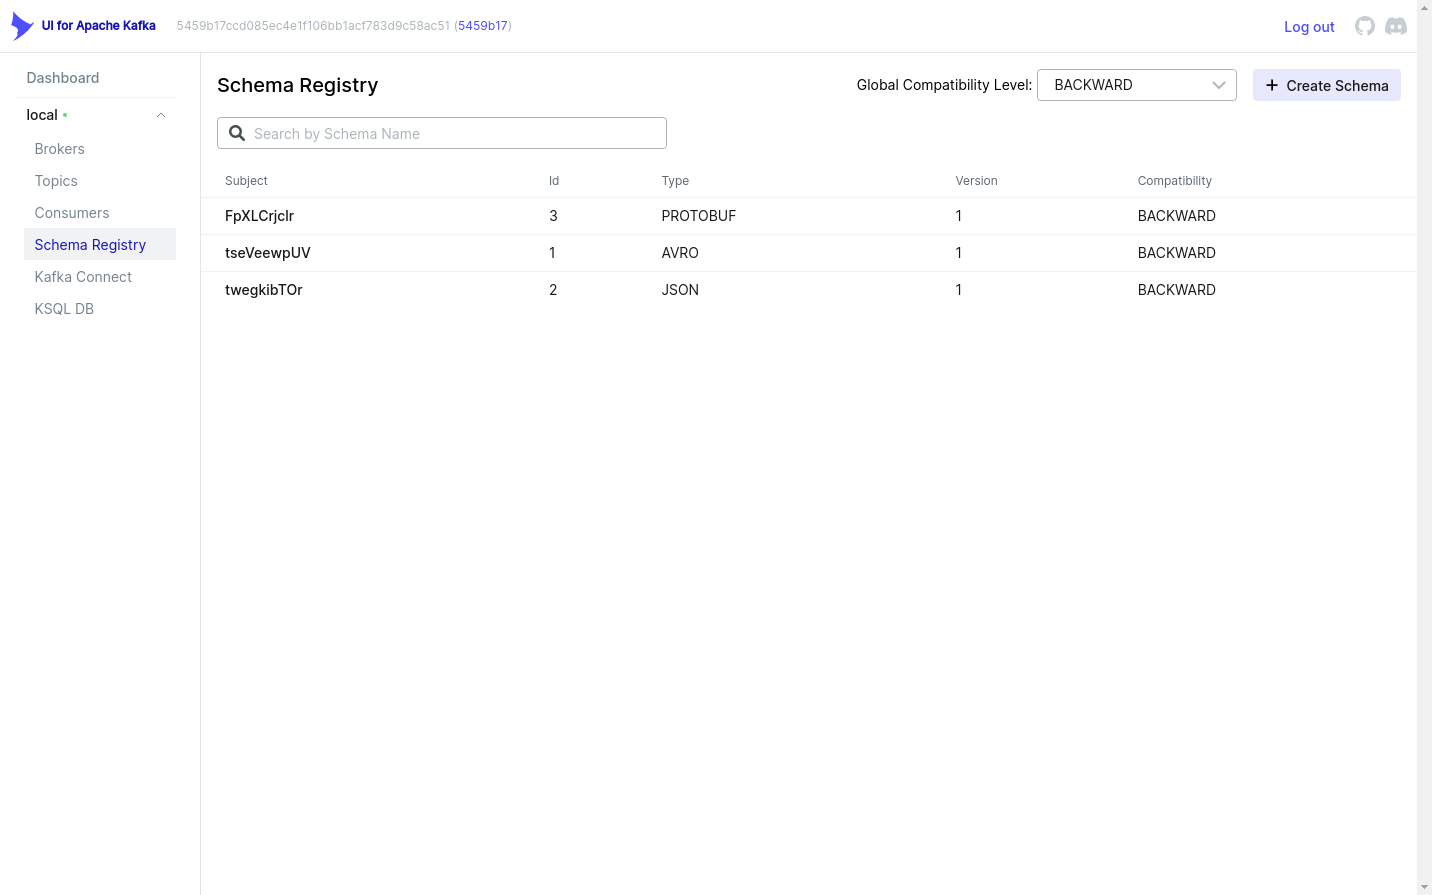 UI for Apache Kafka 5459b17ccd085ec4e1f106bb1acf783d9c58ac51 (5459b17) Log out
Dashboard
local
Brokers
Topics
Consumers
Schema Registry
Kafka Connect
KSQL DB
Schema Registry Global Compatibility Level: BACKWARD Create Schema
Search by Schema Name
Subject Id Type Version Compatibility
FpXLCrjclr 3 PROTOBUF 1 BACKWARD
tseVeewpUV 1 AVRO 1 BACKWARD
twegkibTOr 2 JSON 1 BACKWARD